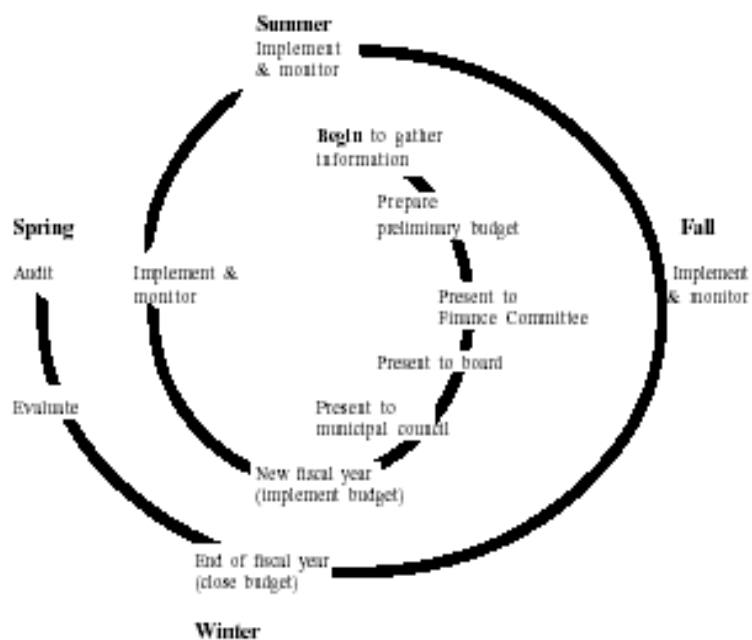 Summer
Implement
& monitor
Begin to gather
information
Prepare
preliminary budget
Spring
Fall
Audit
Implement &
monitor
Implement
& monitor
Present to
Finance Committee
Present to board
Evaluate
Present to
municipal council
New fiscal year
(implement budget)
End of fiscal year
(close budget)
Winter